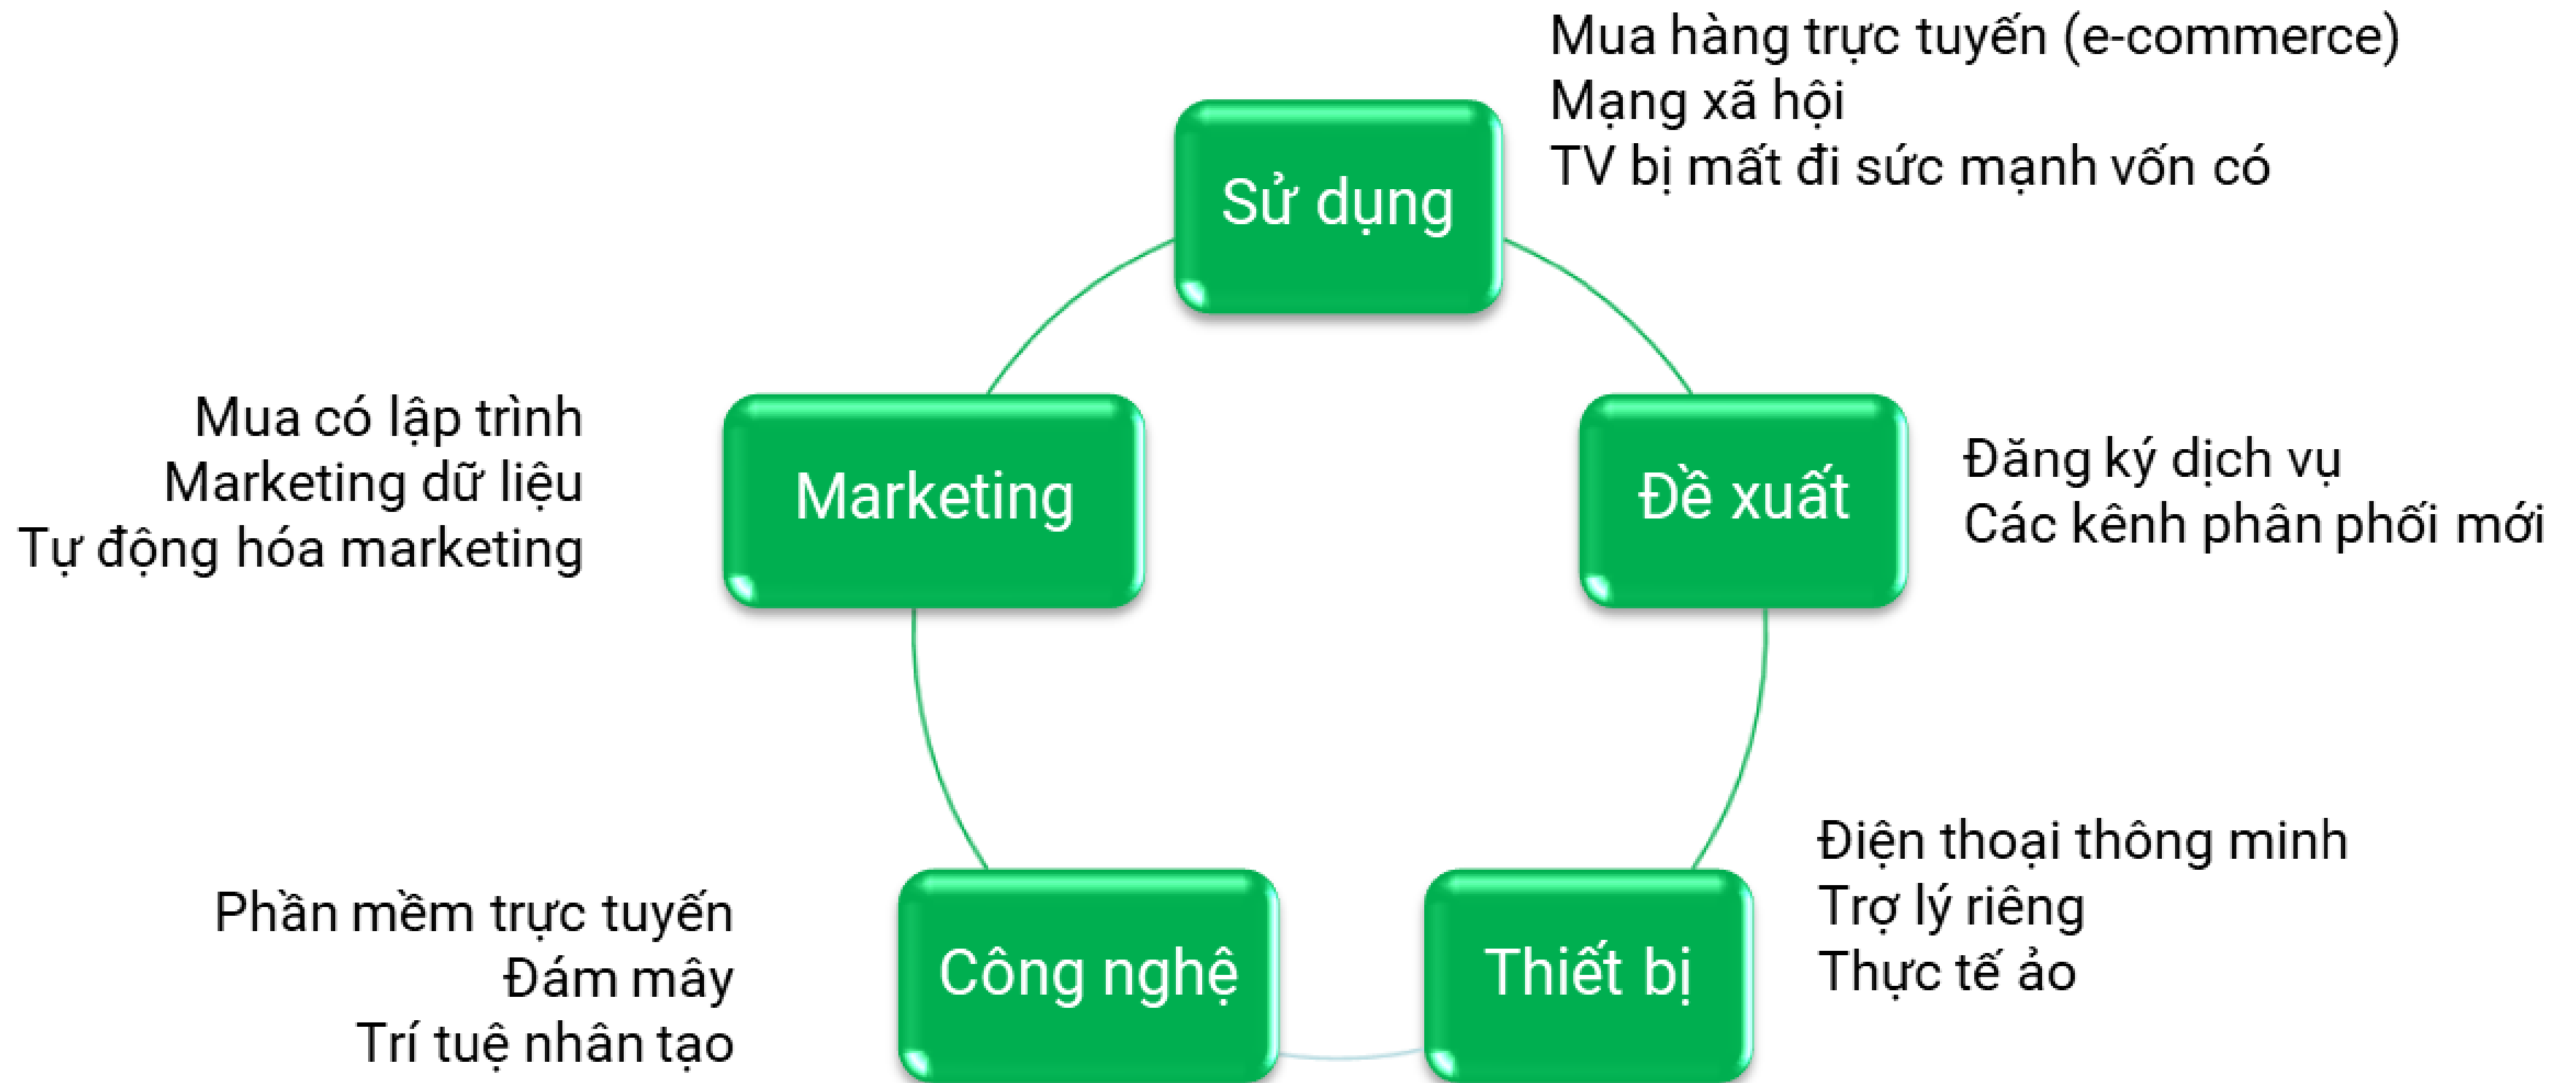 Mua hàng trực tuyến (e-commerce)
Mạng xã hội
TV bị mất đi sức mạnh vốn có
Sử dụng
Mua có lập trình
Marketing dữ liệu
Tự động hóa marketing
Marketing
Đề xuất
Đăng ký dịch vụ
Các kênh phân phối mới
Phần mềm trực tuyến
Đám mây
Trí tuệ nhân tạo
Công nghệ
Thiết bị
Điện thoại thông minh
Trợ lý riêng
Thực tế ảo